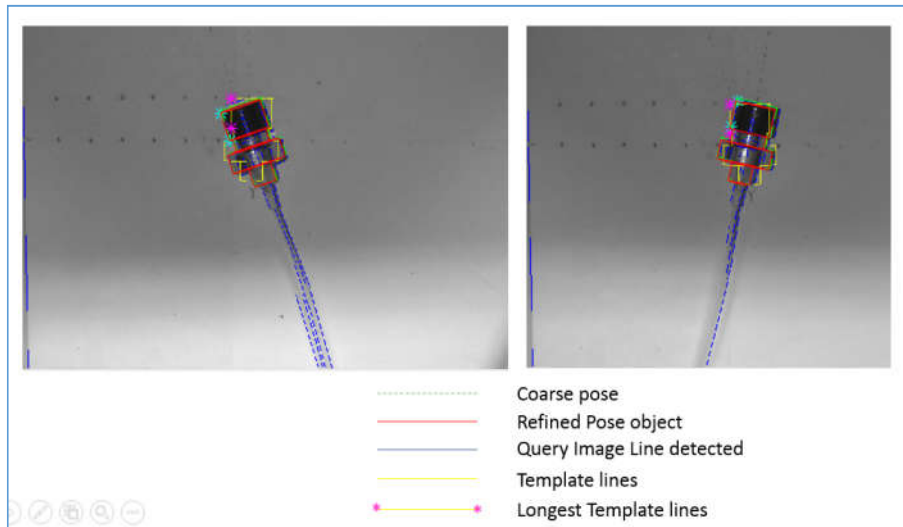 Coarse pose
Refined Pose object
Query Image Line detected
Template lines
Longest Template lines